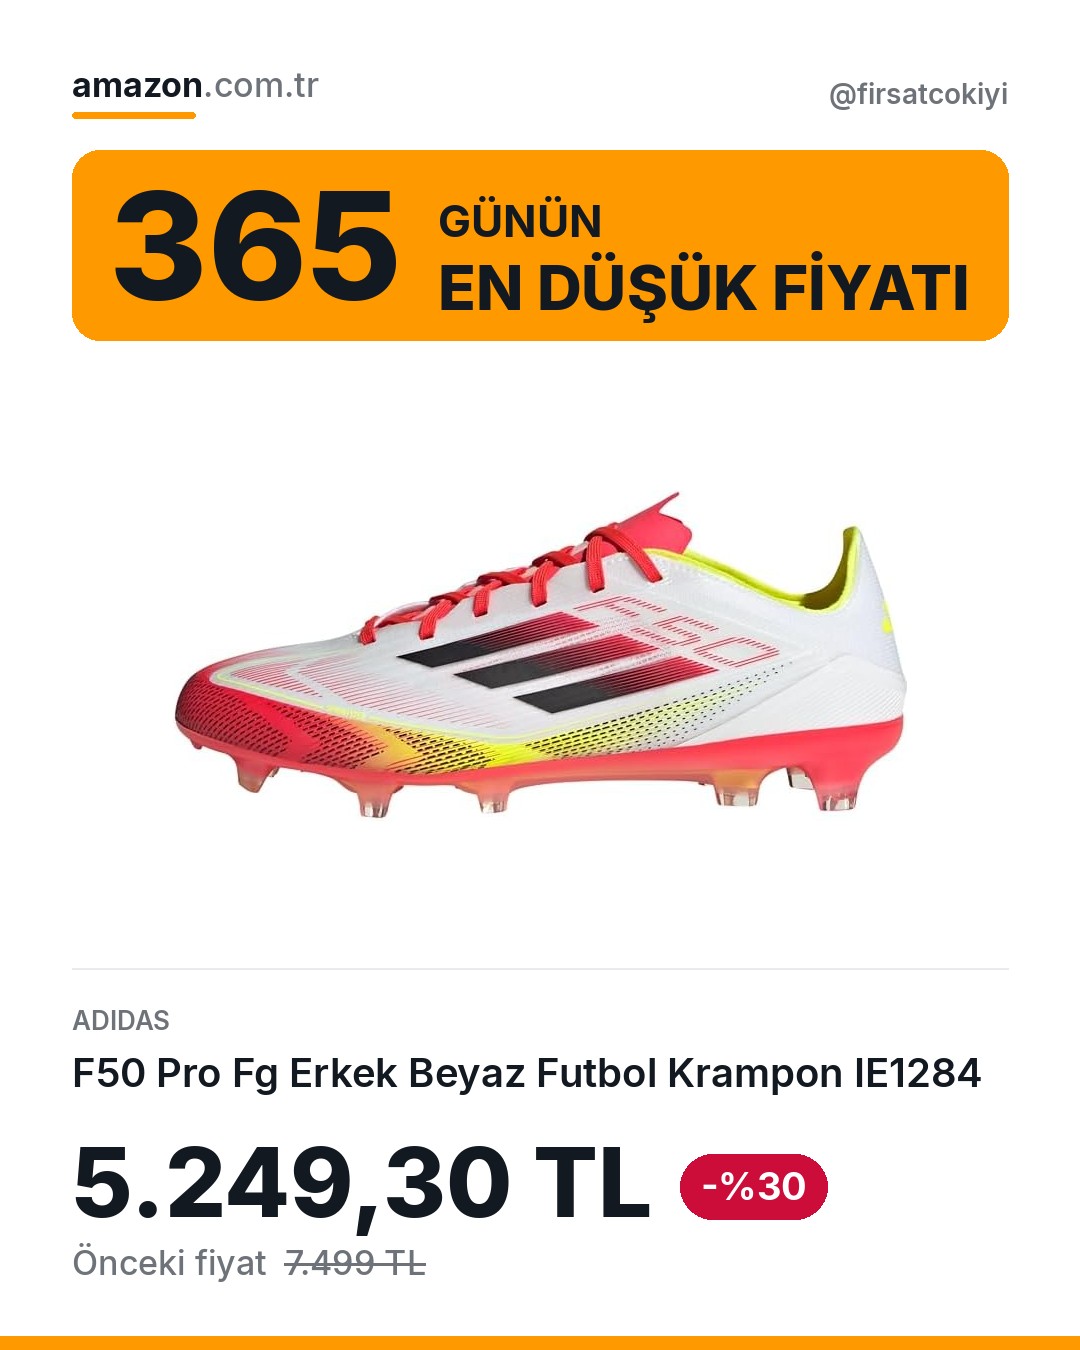 amazon.com.tr
@firsatcokiyi
365
GÜNÜN
EN DÜŞÜK FİYATI
F50
ADIDAS
F50 Pro Fg Erkek Beyaz Futbol Krampon IE1284
5.249,30 TL
-%30
Önceki fiyat 7.499 TL